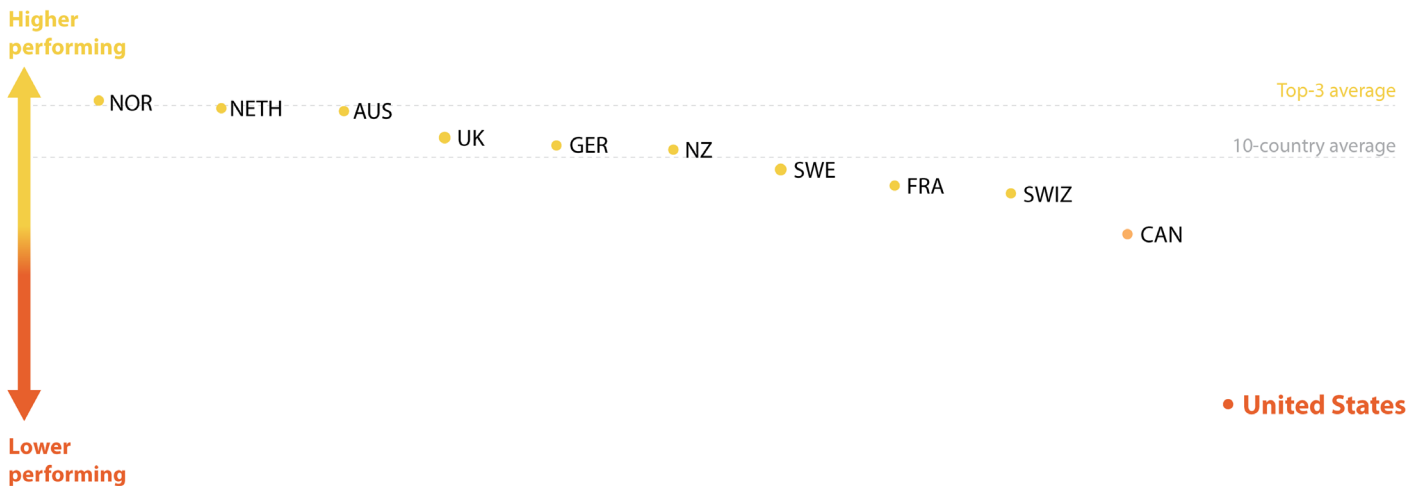 Higher
performing
Top-3 average
NOR
NETH
AUS
UK
GER
10-country average
NZ
SWE
FRA
SWIZ
CAN
United States
Lower
performing